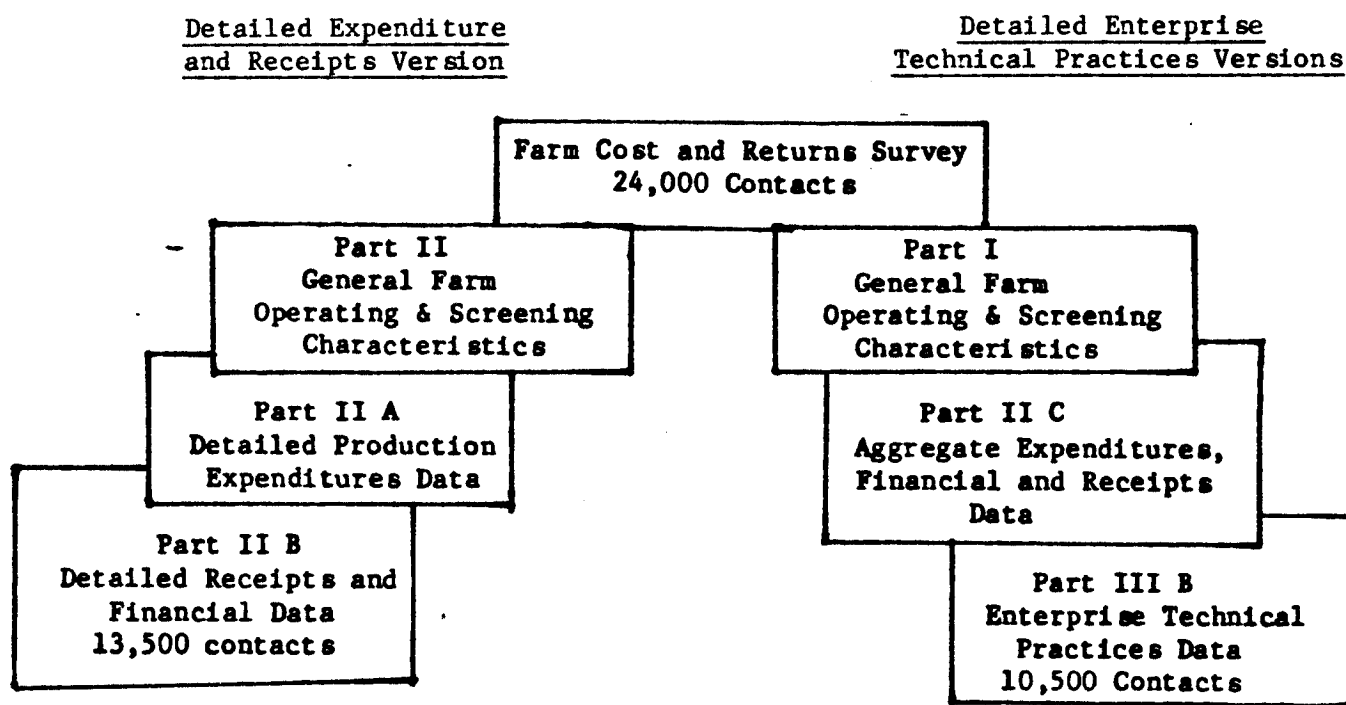 Detailed Expenditure
and Receipts Version
Detailed Enterprise
Technical Practices Versions
Farm Cost and Returns Survey
24,000 Contacts
Part II
General Farm
Operating & Screening
Characteristics
Part I
General Farm
Operating & Screening
Characteristics
Part II A
Detailed Production
Expenditures Data
Part II C
Aggregate Expenditures,
Financial and Receipts
Data
Part II B
Detailed Receipts and
Financial Data
13,500 contacts
Part III B
Enterprise Technical
Practices Data
10,500 Contacts